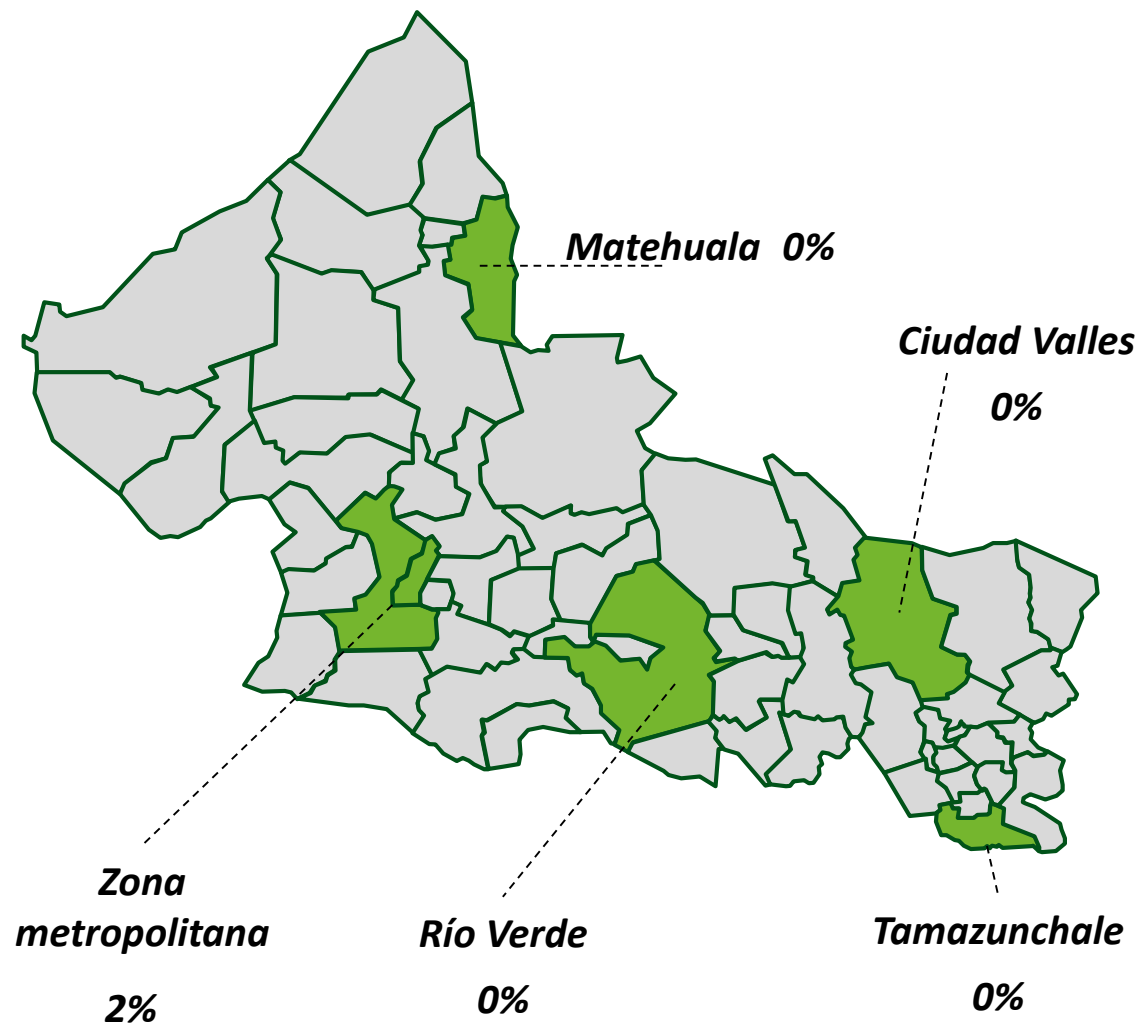 Matehuala 0%
Ciudad Valles
0%
Zona
metropolitana
2%
Río Verde
0%
Tamazunchale
0%